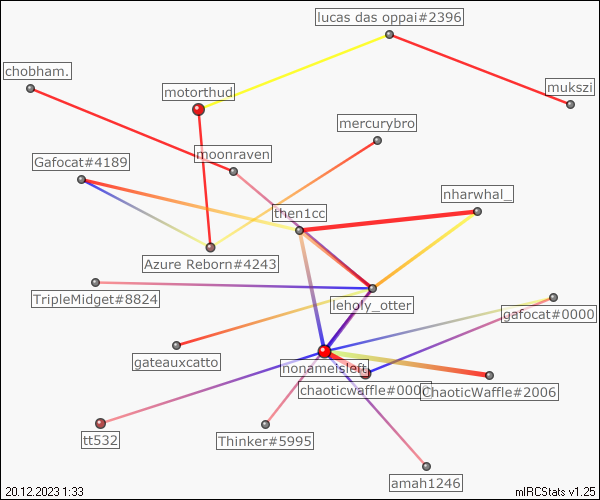 lucas das oppai#2396
chobham.
mukszi
motorthud
mercurybro
moonraven
Gafocat#4189
nharwhal_
then1cc
Azure Reborn#4243
TripleMidget#8824
leholy_otter
gafocat#0000
gateauxcatto
nonameisleft
chaoticwaffle#000
ChaoticWaffle#2006
tt532
Thinker#5995
amah1246
20.12.2023 1:33
mIRCStats v1.25